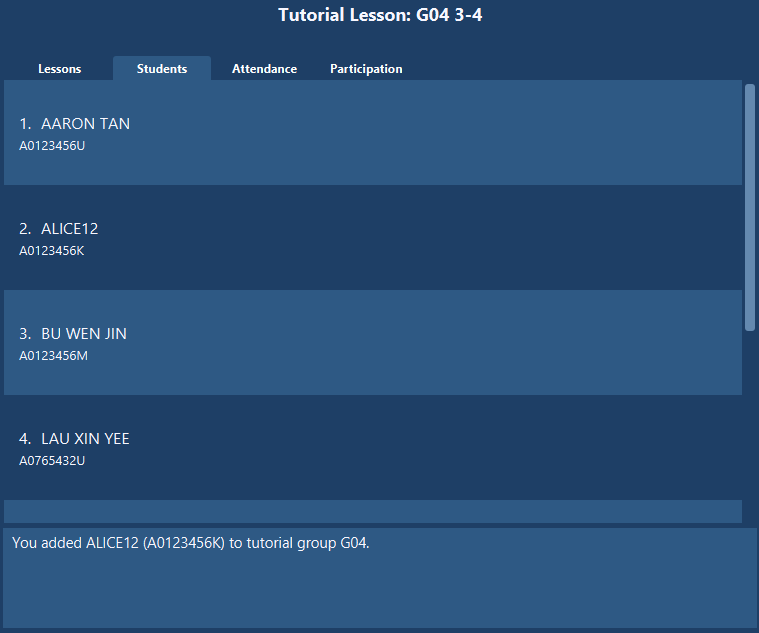 Tutorial Lesson: G04 3-4
Lessons Students Attendance Participation
1. AARON TAN
A0123456U
2. ALICE12
A0123456K
3. BU WEN JIN
A0123456M
4. LAU XIN YEE
A0765432U
You added ALICE12 (A0123456K) to tutorial group G04.